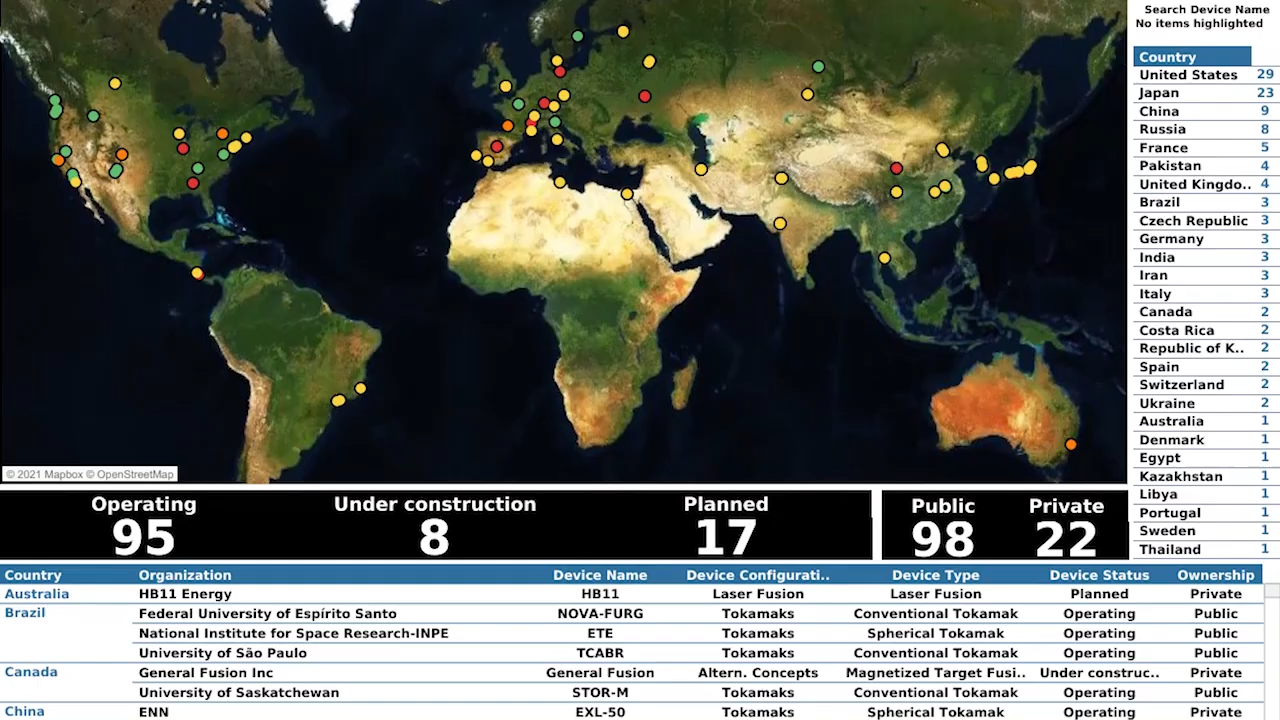 Search Device Name
No items highlighted
Country
United States 29
Japan 23
China 9
Russia 8
France 5
Pakistan 4
United Kingdo.. 4
Brazil 3
Czech Republic 3
Germany 3
India 3
Iran 3
Italy 3
Canada 2
Costa Rica 2
Republic of K.. 2
Spain 2
Switzerland 2
Ukraine 2
Australia 1
Denmark 1
Egypt 1
Kazakhstan 1
Libya 1
Portugal 1
Sweden 1
Thailand 1
© 2021 Mapbox © OpenStreetMap
Operating Under construction Planned Public Private
95 8 17 98 22
Country Organization Device Name Device Configurati.. Device Type Device Status Ownership
Australia HB11 Energy HB11 Laser Fusion Laser Fusion Planned Private
Brazil Federal University of Espírito Santo NOVA-FURG Tokamaks Conventional Tokamak Operating Public
National Institute for Space Research-INPE ETE Tokamaks Spherical Tokamak Operating Public
University of São Paulo TCABR Tokamaks Conventional Tokamak Operating Public
Canada General Fusion Inc General Fusion Altern. Concepts Magnetized Target Fusi.. Under construc.. Private
University of Saskatchewan STOR-M Tokamaks Conventional Tokamak Operating Public
China ENN EXL-50 Tokamaks Spherical Tokamak Operating Private